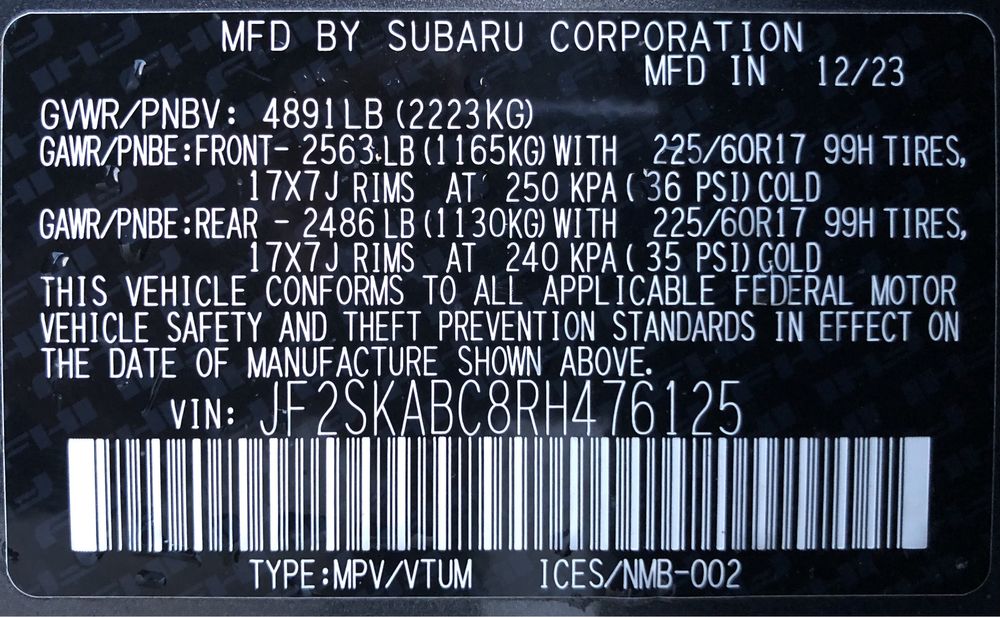 MFD BY SUBARU CORPORATION
MFD IN 12/23
GVWR/PNBV: 4891LB (2223KG)
GAWR/PNBE:FRONT- 2563LB (1165KG) WITH 225/60R17 99H TIRES,
17X7J RIMS AT 250 KPA ( 36 PSI) COLD
GAWR/PNBE:REAR - 2486 LB (1130KG) WITH 225/60R17 99H TIRES,
17X7J RIMS AT 240 KPA ( 35 PSI) COLD
THIS VEHICLE CONFORMS TO ALL APPLICABLE FEDERAL MOTOR
VEHICLE SAFETY AND THEFT PREVENTION STANDARDS IN EFFECT ON
THE DATE OF MANUFACTURE SHOWN ABOVE.
VIN: JF2SKABC8RH476125
TYPE:MPV/VTUM ICES/NMB-002